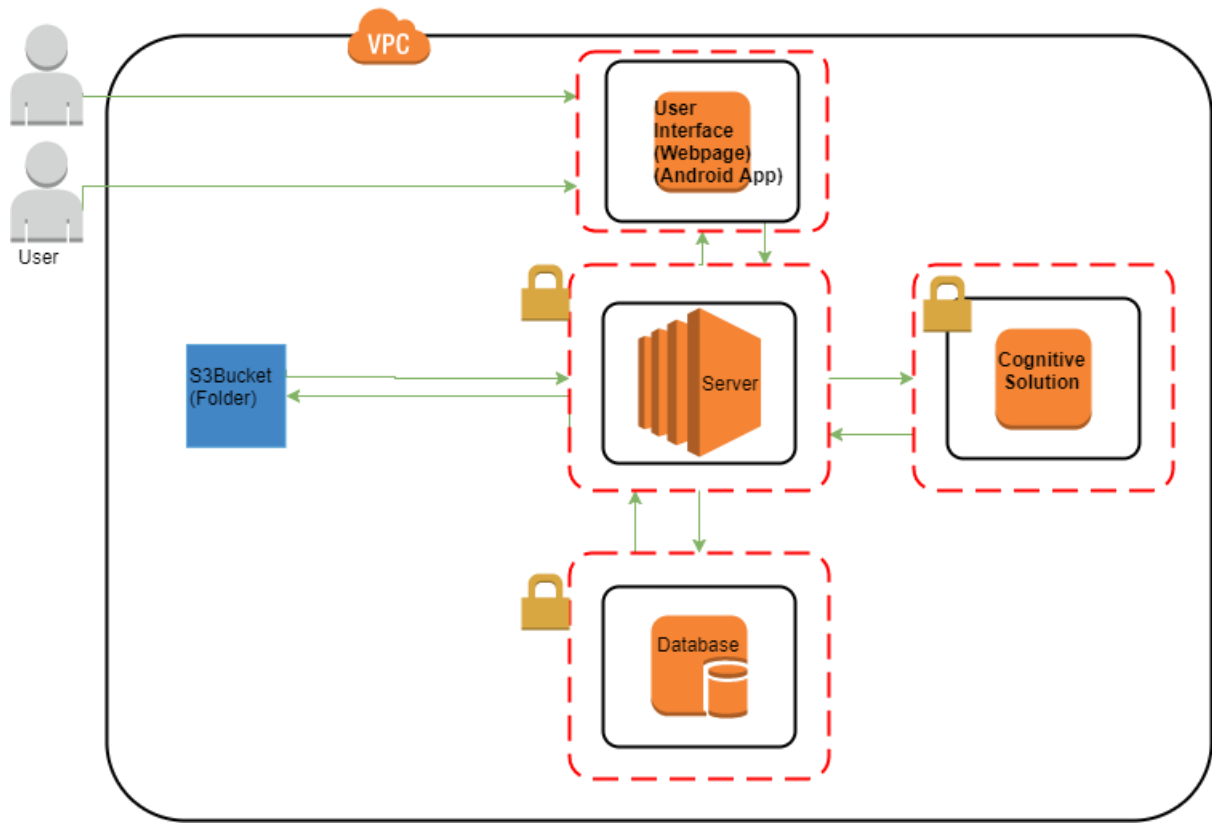 VPC
User
Interface
(Webpage)
(Android App)
User
S3Bucket
(Folder)
Server
Cognitive
Solution
Database